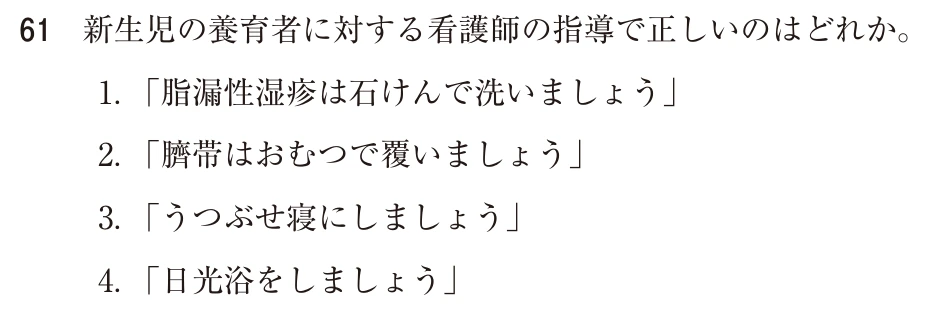 61 新生児の養育者に対する看護師の指導で正しいのはどれか。
1. 「脂漏性湿疹は石けんで洗いましょう」
2. 「臍帯はおむつで覆いましょう」
3. 「うつぶせ寝にしましょう」
4. 「日光浴をしましょう」